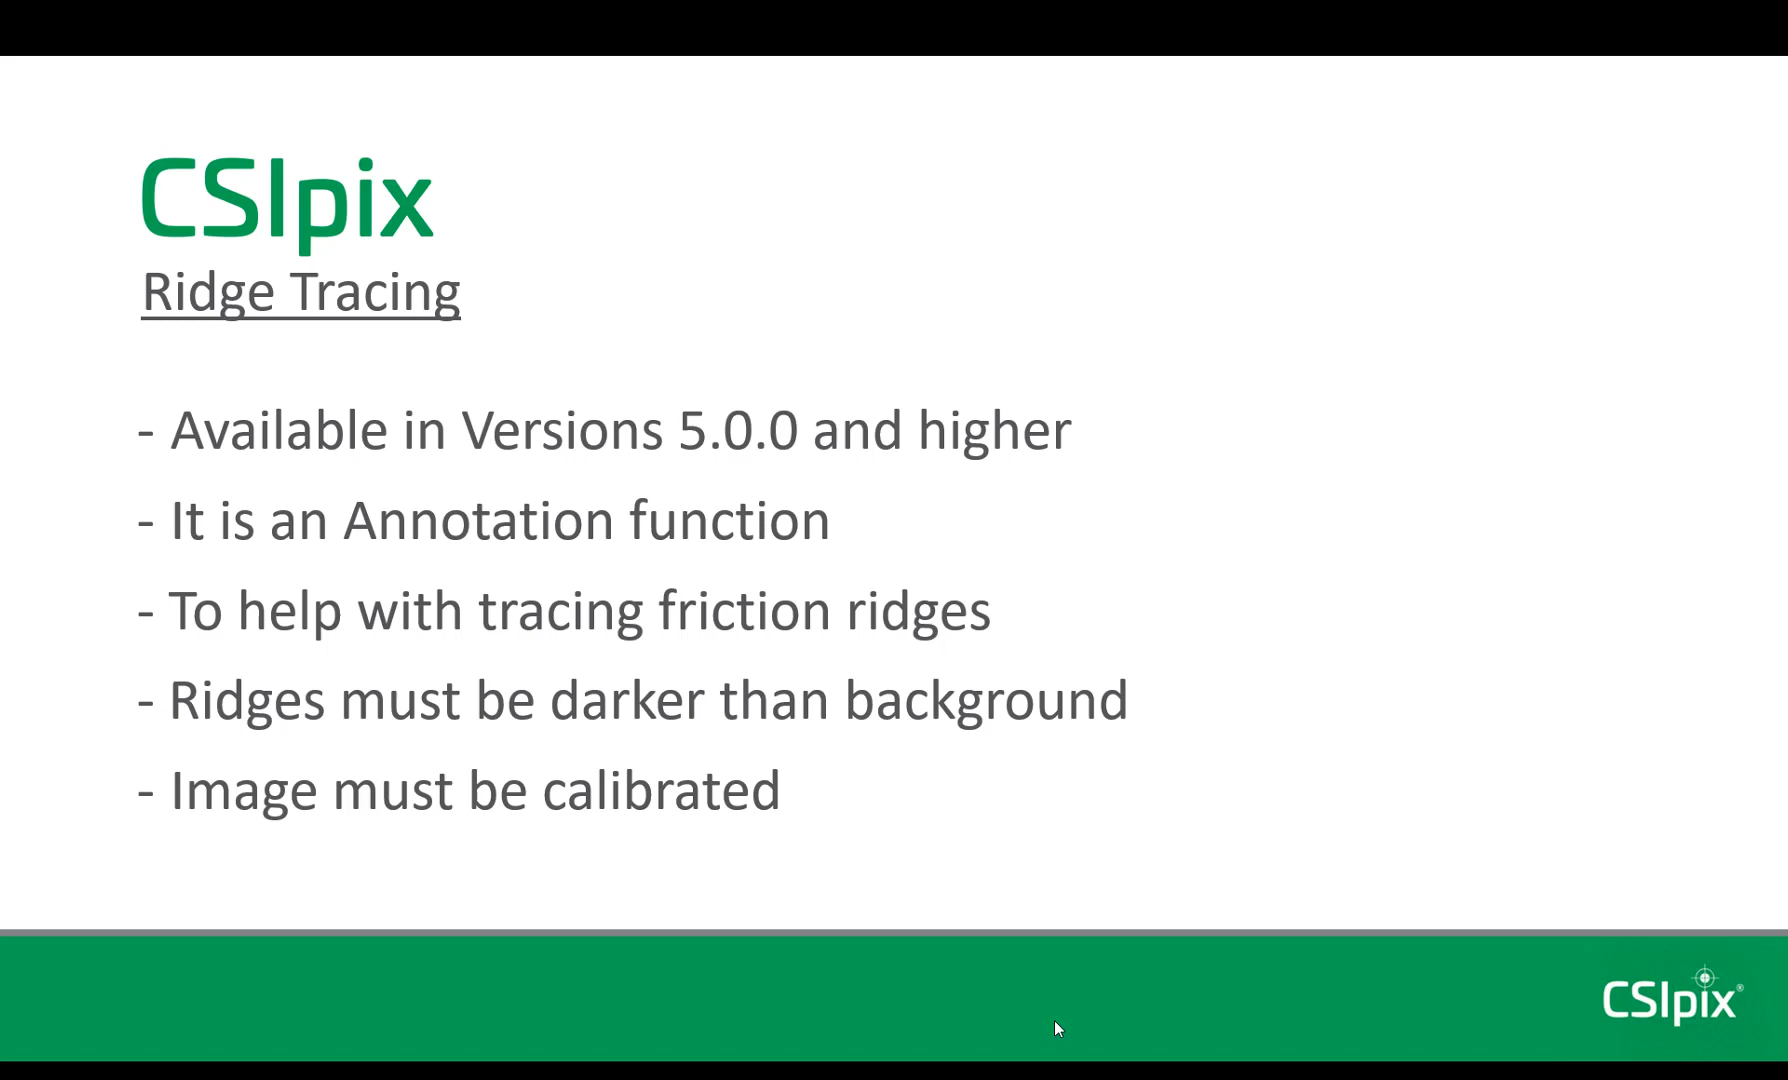 CSIpix
Ridge Tracing
- Available in Versions 5.0.0 and higher
- It is an Annotation function
- To help with tracing friction ridges
- Ridges must be darker than background
- Image must be calibrated
CSIpix®